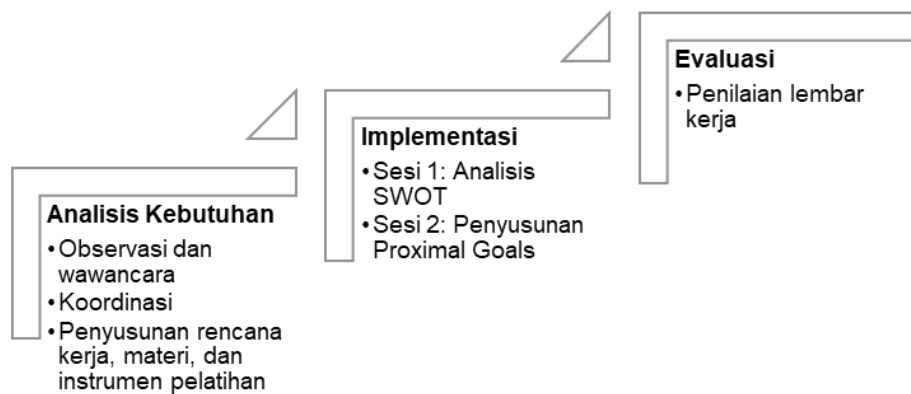 Analisis Kebutuhan
•Observasi dan
wawancara
•Koordinasi
•Penyusunan rencana
kerja, materi, dan
instrumen pelatihan
Implementasi
•Sesi 1: Analisis
SWOT
•Sesi 2: Penyusunan
Proximal Goals
Evaluasi
•Penilaian lembar
kerja